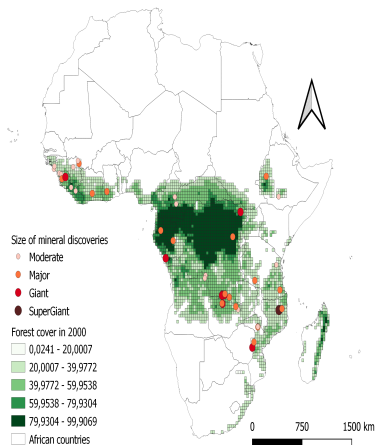 Size of mineral discoveries
Moderate
Major
Giant
SuperGiant
Forest cover in 2000
0,0241 - 20,0007
20,0007 - 39,9772
39,9772 - 59,9538
59,9538 - 79,9304
79,9304 - 99,9069
African countries
0 750 1500 km